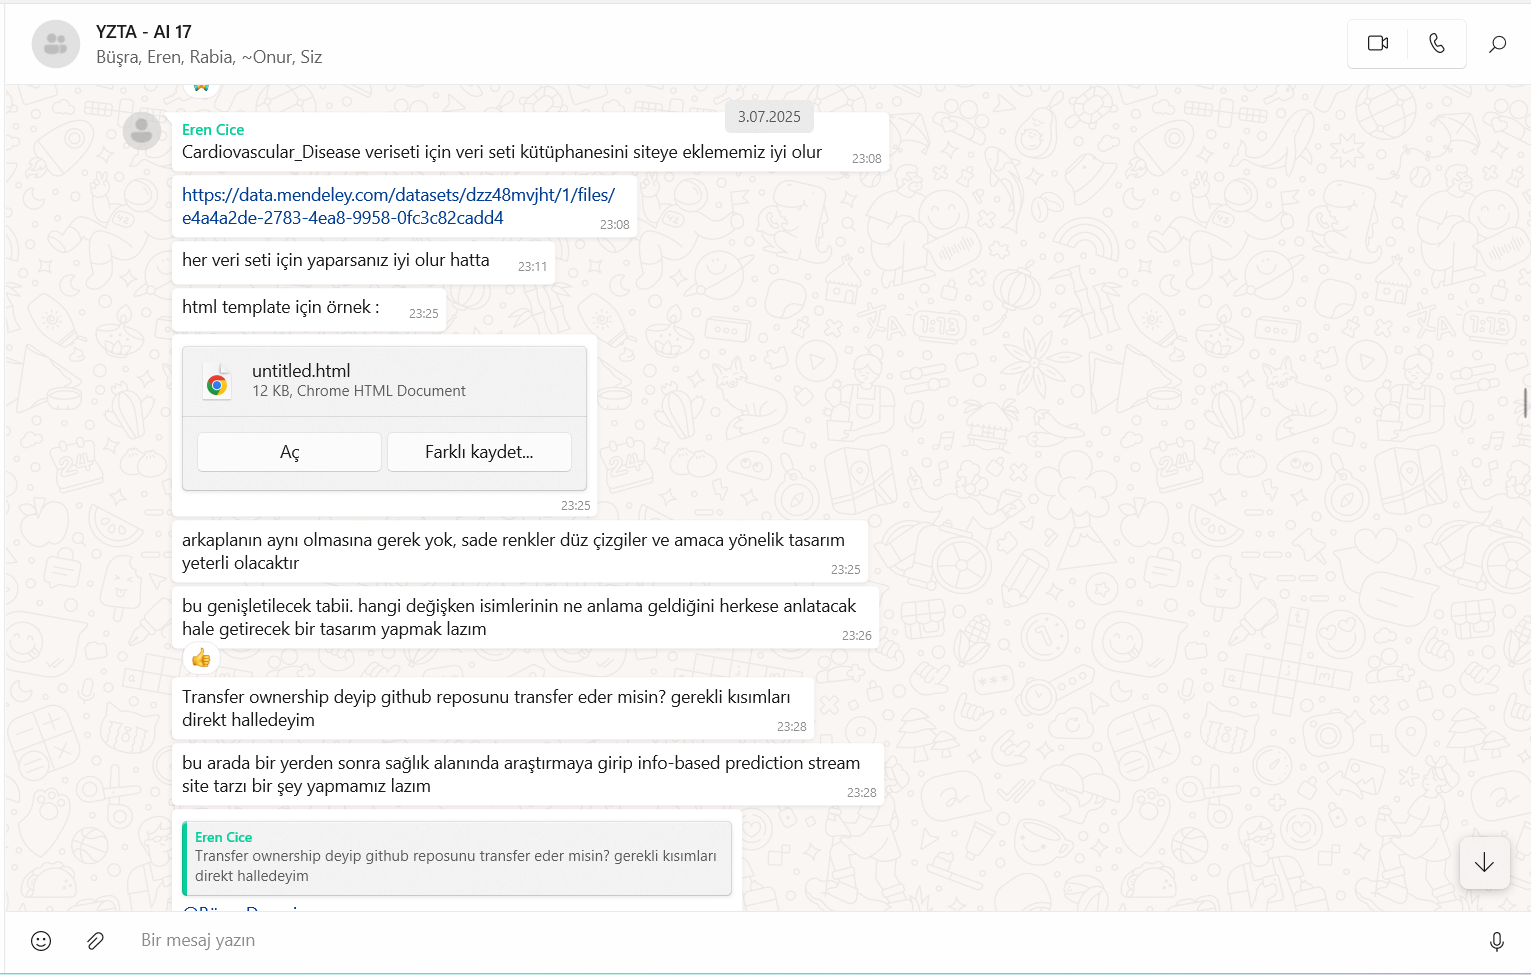 YZTA - AI 17
Büşra, Eren, Rabia, ~Onur, Siz
3.07.2025
Eren Cice
Cardiovascular_Disease veriseti için veri seti kütüphanesini siteye eklememiz iyi olur
23:08
https://data.mendeley.com/datasets/dzz48mvjht/1/files/
e4a4a2de-2783-4ea8-9958-0fc3c82cadd4
23:08
her veri seti için yaparsanız iyi olur hatta
23:11
html template için örnek :
23:25
untitled.html
12 KB, Chrome HTML Document
Aç
Farklı kaydet...
23:25
arkaplanın aynı olmasına gerek yok, sade renkler düz çizgiler ve amaca yönelik tasarım
yeterli olacaktır
23:25
bu genişletilecek tabii. hangi değişken isimlerinin ne anlama geldiğini herkese anlatacak
hale getirecek bir tasarım yapmak lazım
23:26
Transfer ownership deyip github reposunu transfer eder misin? gerekli kısımları
direkt halledeyim
23:28
bu arada bir yerden sonra sağlık alanında araştırmaya girip info-based prediction stream
site tarzı bir şey yapmamız lazım
23:28
Eren Cice
Transfer ownership deyip github reposunu transfer eder misin? gerekli kısımları
direkt halledeyim
Bir mesaj yazın